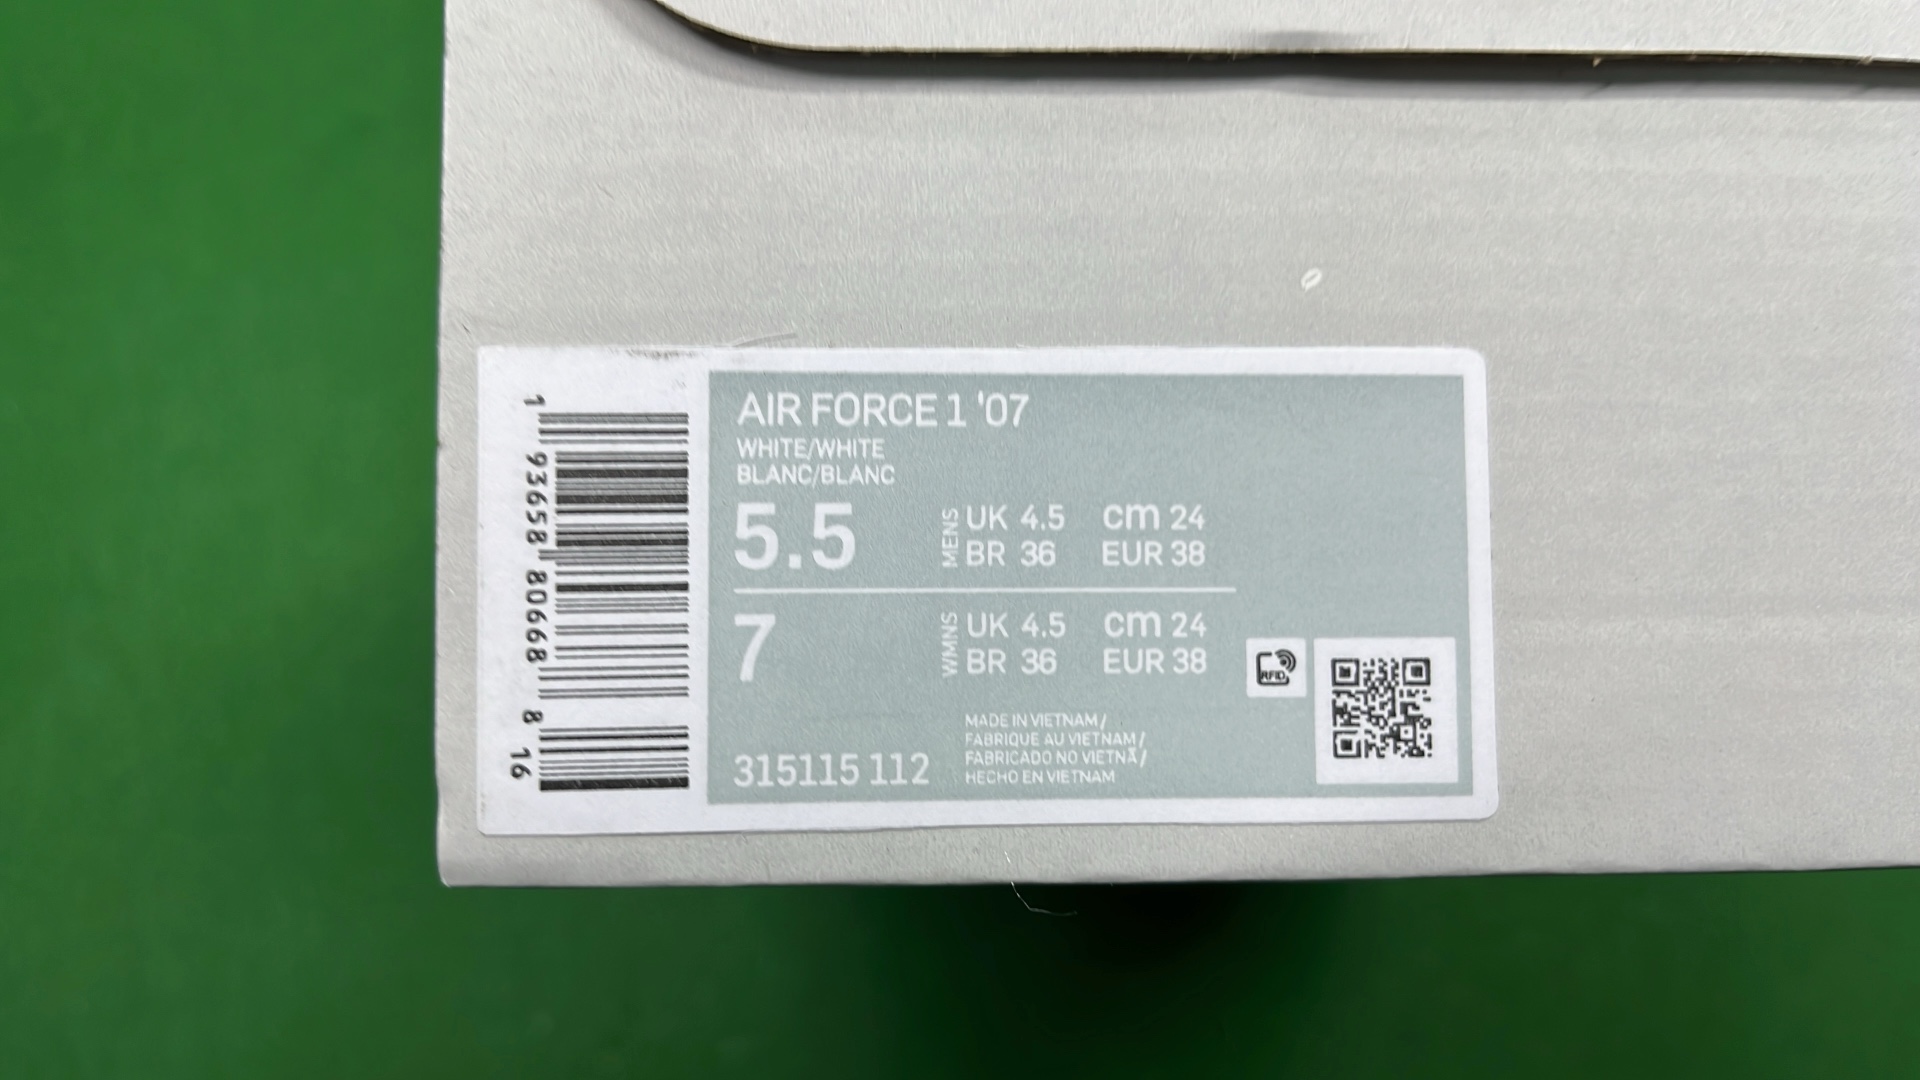 AIR FORCE 1 '07
WHITE/WHITE
BLANC/BLANC
5.5 MENS UK 4.5 cm 24
BR 36 EUR 38
7 WMNS UK 4.5 cm 24
BR 36 EUR 38
MADE IN VIETNAM /
FABRIQUE AU VIETNAM /
FABRICADO NO VIETNÃ /
HECHO EN VIETNAM
315115 112
RFID
1 93658 80668 8 16